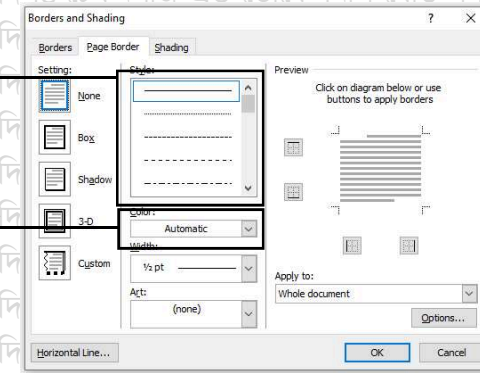 Borders and Shading
? X
Borders Page Border Shading
Setting:
None
Box
Shadow
3-D
Custom
Style:
Color:
Automatic
Width:
½ pt
Art:
(none)
Preview
Click on diagram below or use
buttons to apply borders
Apply to:
Whole document
Options...
Horizontal Line...
OK Cancel